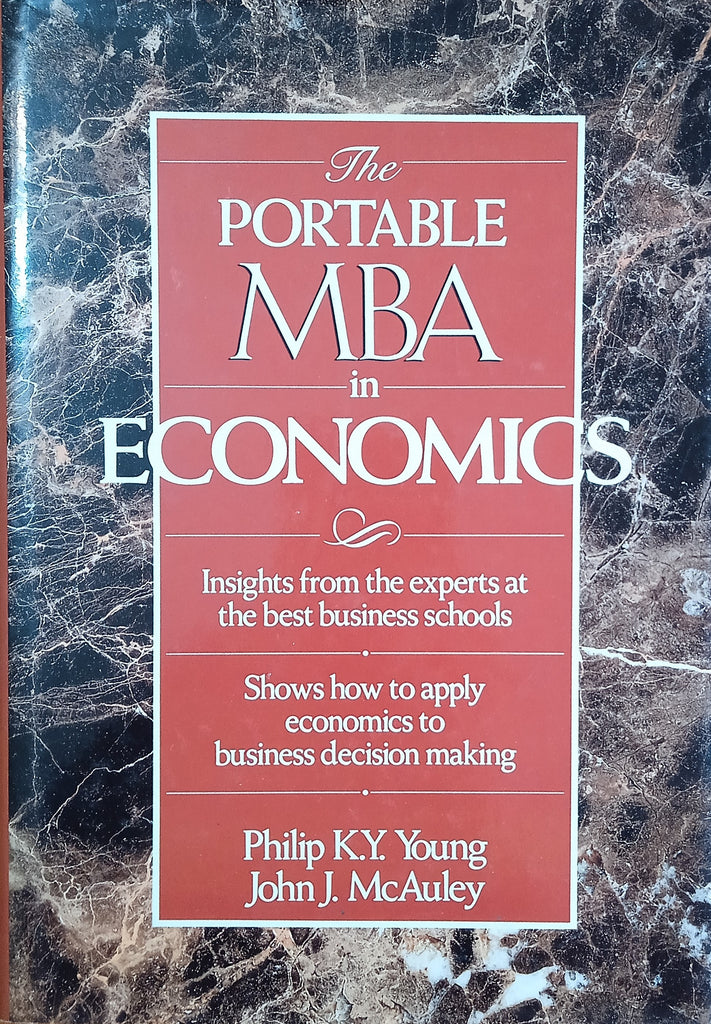 The
PORTABLE
MBA
in
ECONOMICS
Insights from the experts at
the best business schools
Shows how to apply
economics to
business decision making
Philip K.Y. Young
John J. McAuley